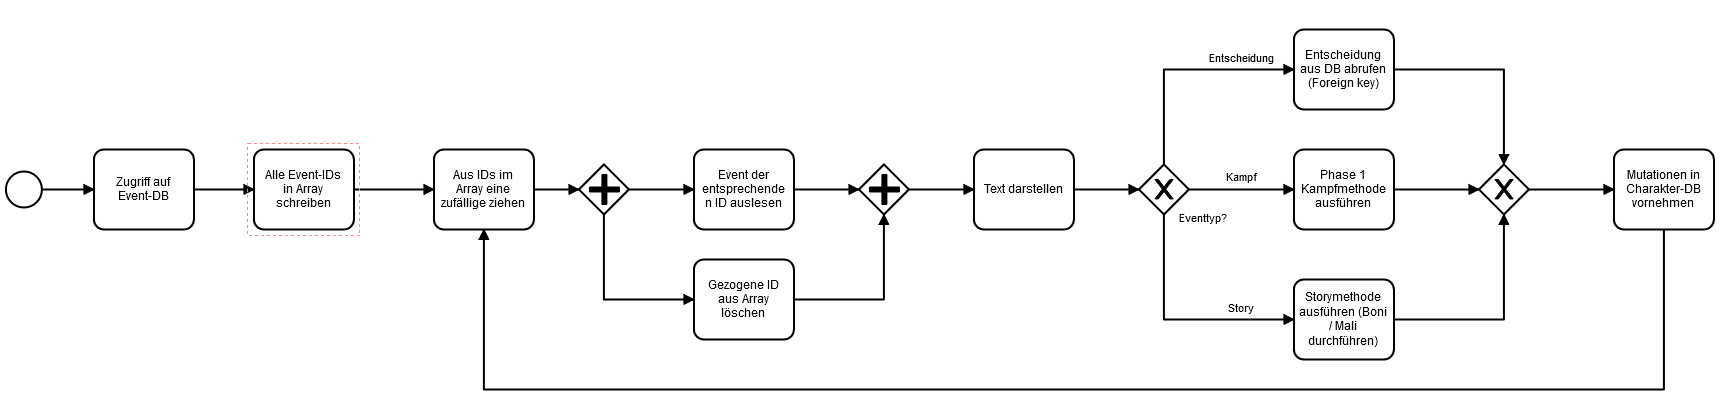 Zugriff auf
Event-DB
Alle Event-IDs
in Array
schreiben
Aus IDs im
Array eine
zufällige ziehen
Event der
entsprechende
n ID auslesen
Gezogene ID
aus Array
löschen
Text darstellen
Eventtyp?
Entscheidung
Entscheidung
aus DB abrufen
(Foreign key)
Kampf
Phase 1
Kampfmethode
ausführen
Story
Storymethode
ausführen (Boni
/ Mali
durchführen)
Mutationen in
Charakter-DB
vornehmen